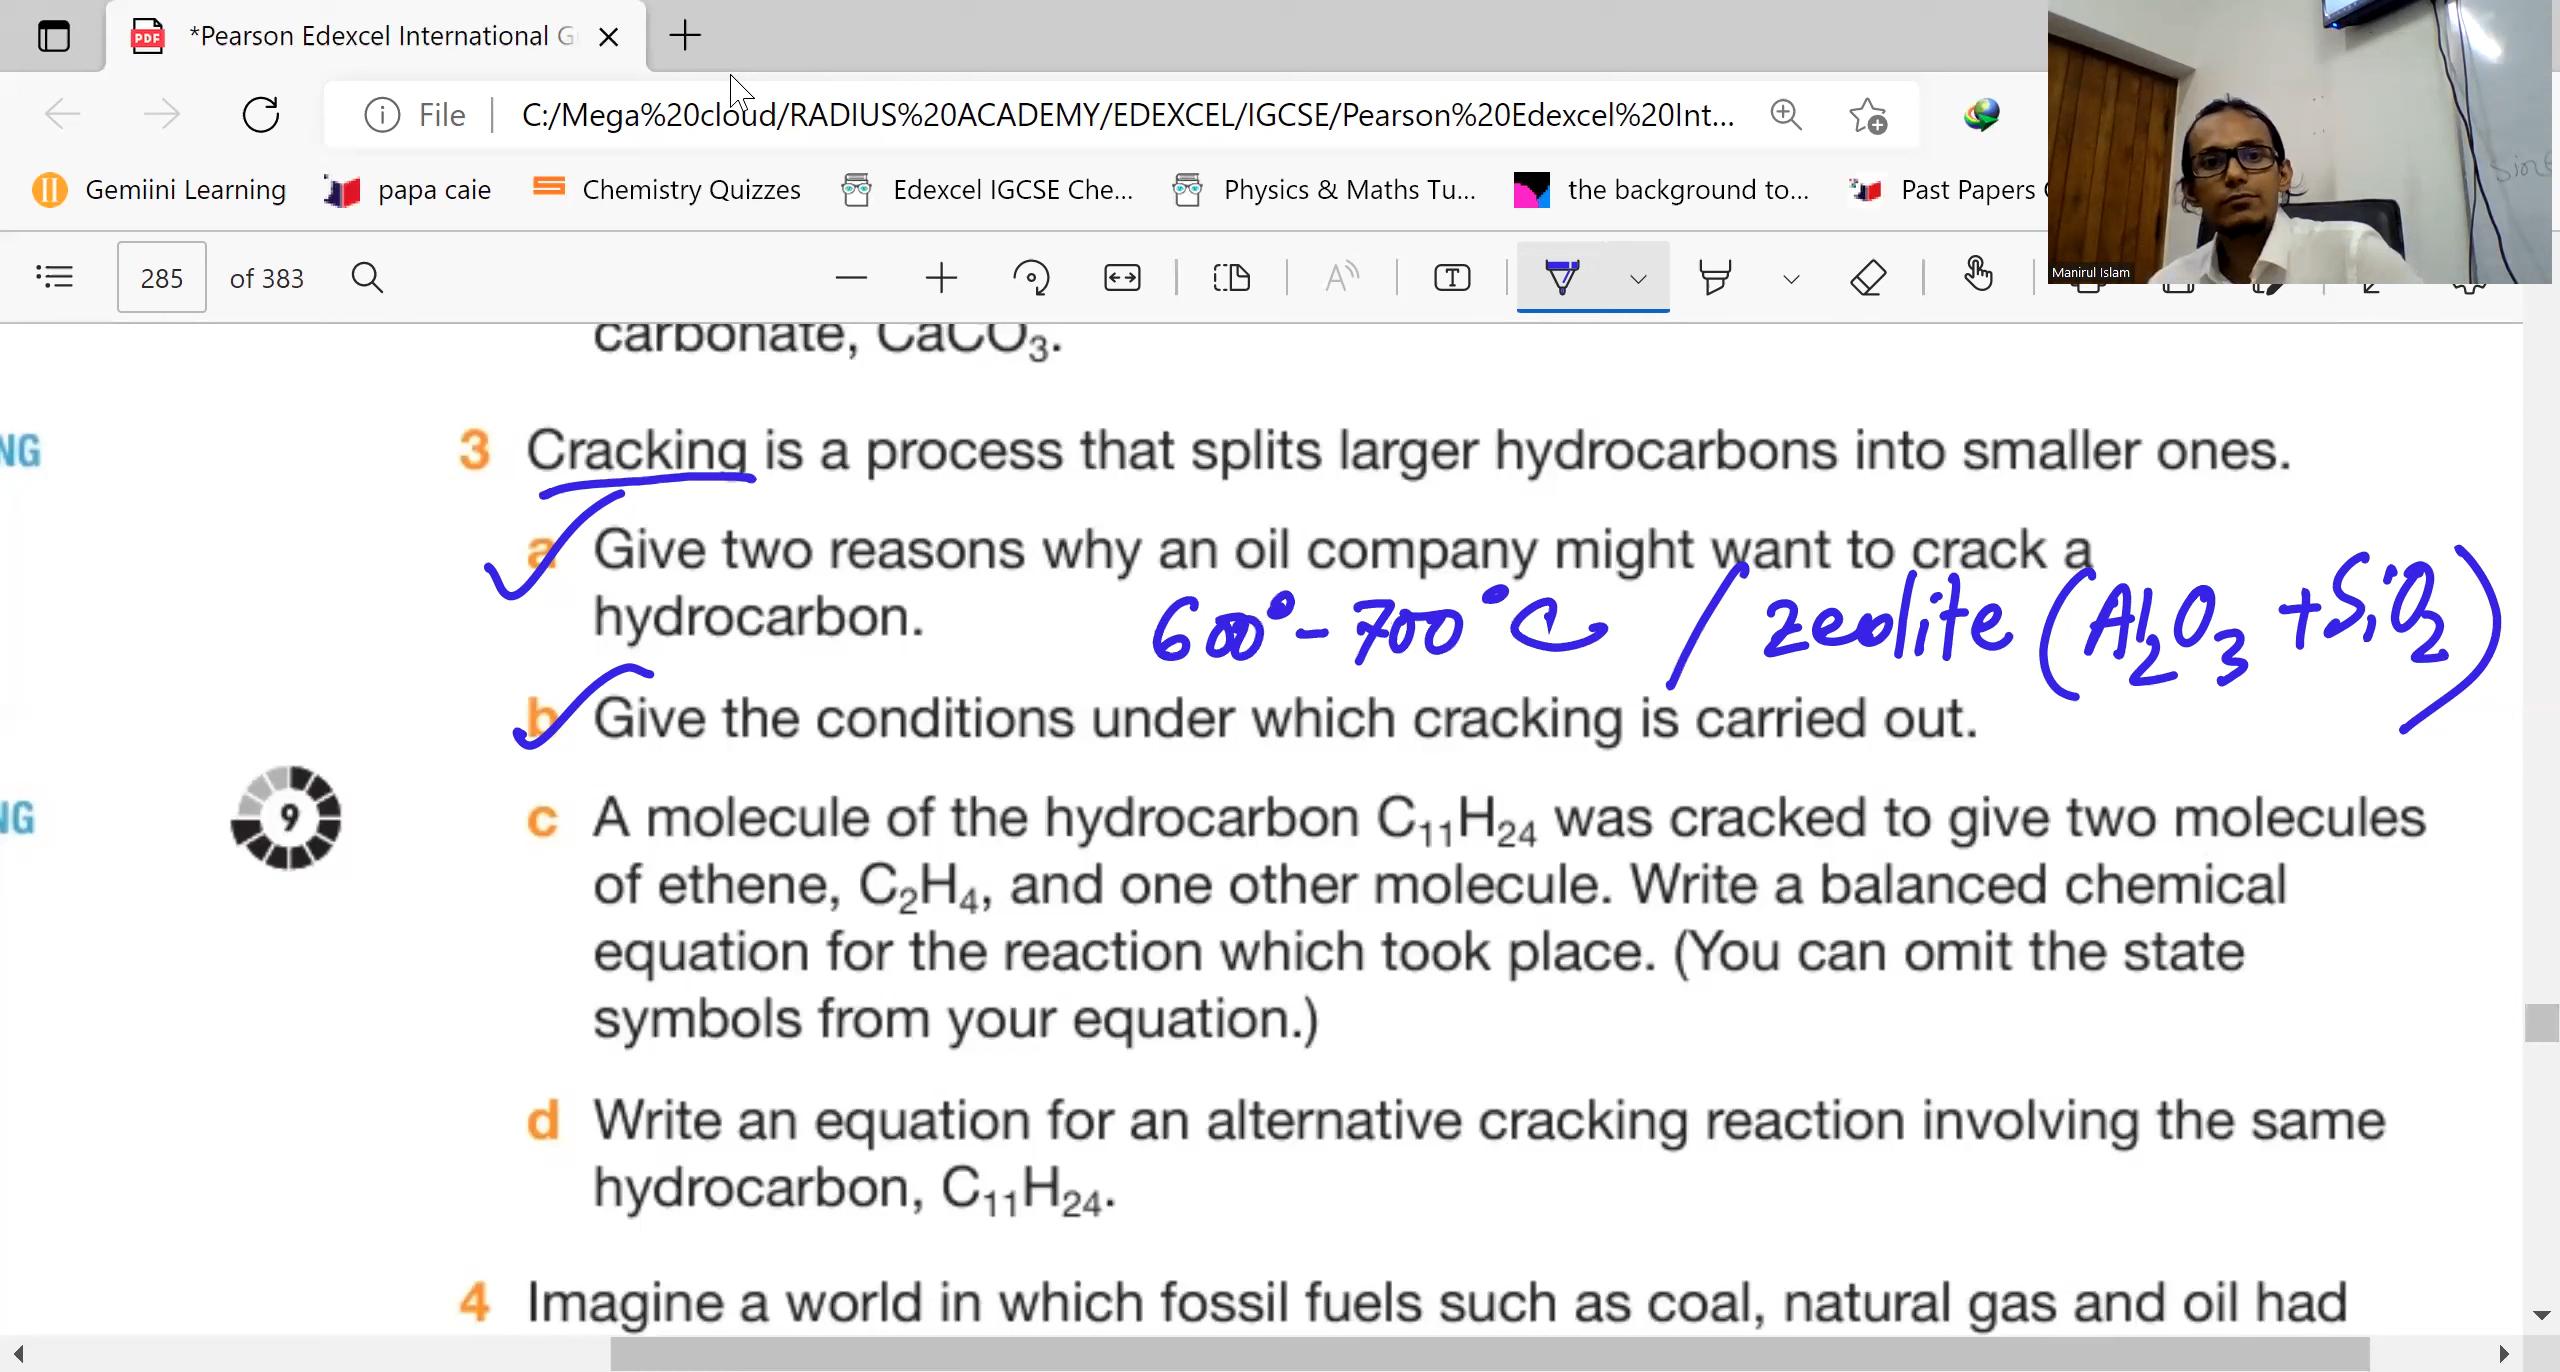 *Pearson Edexcel International G
File C:/Mega%20cloud/RADIUS%20ACADEMY/EDEXCEL/IGCSE/Pearson%20Edexcel%20Int...
Gemiini Learning papa caie Chemistry Quizzes Edexcel IGCSE Che... Physics & Maths Tu... the background to... Past Papers
Manirul Islam
285 of 383
carbonate, CaCO₃.
NG
3 Cracking is a process that splits larger hydrocarbons into smaller ones.
a Give two reasons why an oil company might want to crack a
hydrocarbon.
600° - 700°C / zeolite (Al₂O₃ + SiO₂)
b Give the conditions under which cracking is carried out.
NG
9
c A molecule of the hydrocarbon C₁₁H₂₄ was cracked to give two molecules
of ethene, C₂H₄, and one other molecule. Write a balanced chemical
equation for the reaction which took place. (You can omit the state
symbols from your equation.)
d Write an equation for an alternative cracking reaction involving the same
hydrocarbon, C₁₁H₂₄.
4 Imagine a world in which fossil fuels such as coal, natural gas and oil had